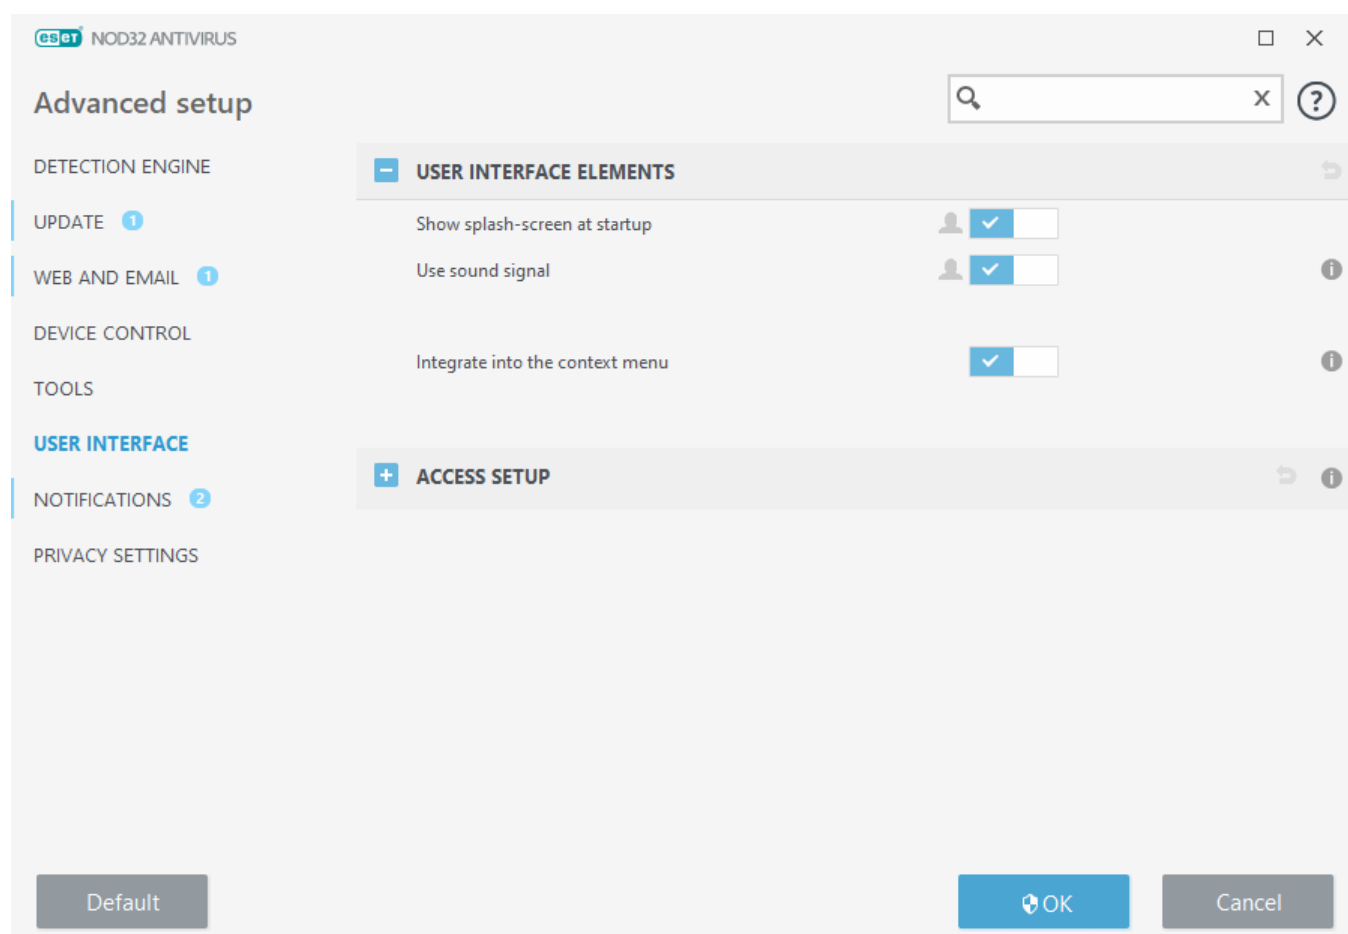 eset NOD32 ANTIVIRUS
Advanced setup
x ?
DETECTION ENGINE
UPDATE 1
WEB AND EMAIL 1
DEVICE CONTROL
TOOLS
USER INTERFACE
NOTIFICATIONS 2
PRIVACY SETTINGS
USER INTERFACE ELEMENTS
Show splash-screen at startup
Use sound signal
i
Integrate into the context menu
i
ACCESS SETUP
i
Default
OK
Cancel